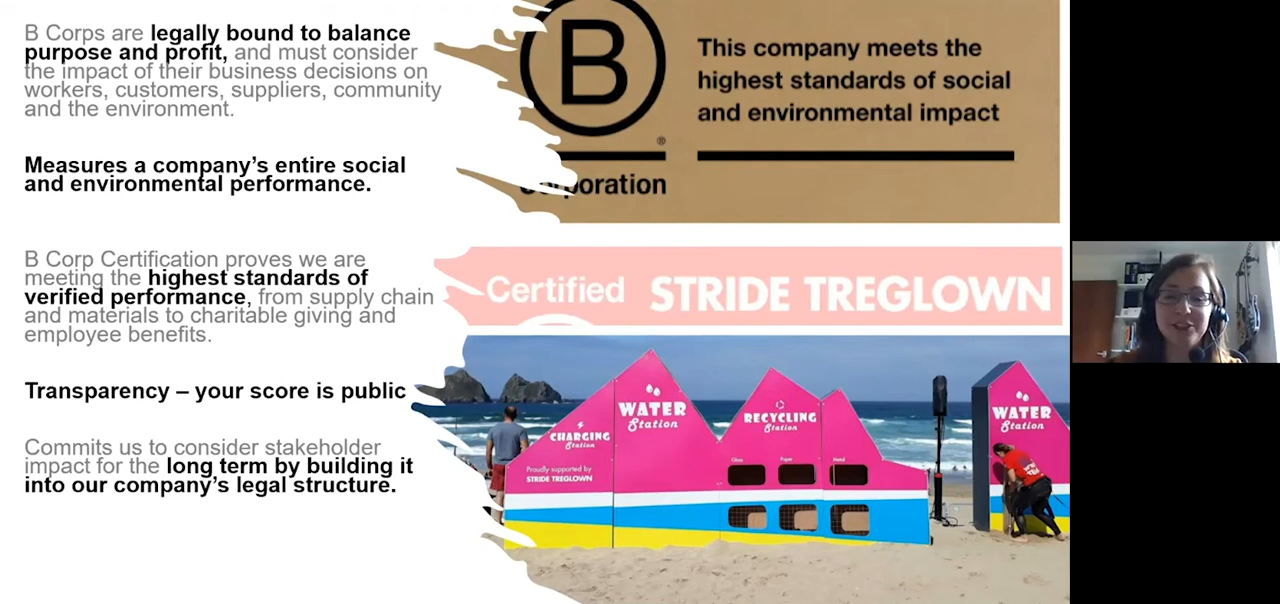 B Corps are legally bound to balance
purpose and profit, and must consider
the impact of their business decisions on
workers, customers, suppliers, community
and the environment.
Measures a company's entire social
and environmental performance.
B Corp Certification proves we are
meeting the highest standards of
verified performance, from supply chain
and materials to charitable giving and
employee benefits.
Transparency – your score is public
Commits us to consider stakeholder
impact for the long term by building it
into our company's legal structure.
B
®
Corporation
This company meets the
highest standards of social
and environmental impact
Certified STRIDE TREGLOWN
CHARGING
Station
Proudly supported by
STRIDE TREGLOWN
WATER
Station
RECYCLING
Station
Glass Paper Metal
WATER
Station